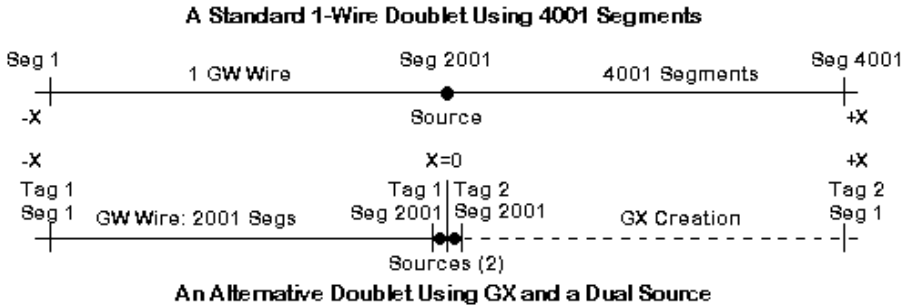 A Standard 1-Wire Doublet Using 4001 Segments
Seg 1 Seg 2001 Seg 4001
1 GW Wire 4001 Segments
-X Source +X
-X X=0 +X
Tag 1 Tag 1 Tag 2 Tag 2
Seg 1 GW Wire: 2001 Segs Seg 2001 Seg 2001 GX Creation Seg 1
Sources (2)
An Alternative Doublet Using GX and a Dual Source